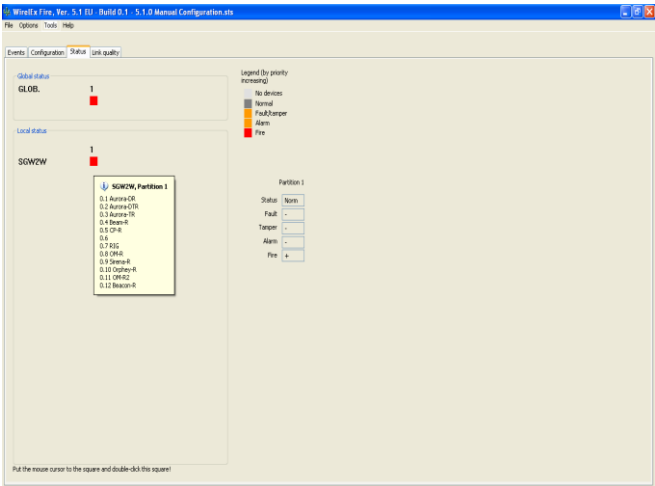 WirelEx Fire, Ver. 5.1 EU - Build 0.1 - 5.1.0 Manual Configuration.sts
File Options Tools Help
Events Configuration Status Link quality
Global status
GLOB. 1
Local status
1
SGW2W
SGW2W, Partition 1
0.1 Aurora-DR
0.2 Aurora-DTR
0.3 Aurora-TR
0.4 Beam-R
0.5 CP-R
0.6
0.7 RIG
0.8 OM-R
0.9 Sirena-R
0.10 Orphey-R
0.11 OM-R2
0.12 Beacon-R
Legend (by priority
increasing)
No devices
Normal
Fault/tamper
Alarm
Fire
Partition 1
Status Norm
Fault -
Tamper -
Alarm -
Fire +
Put the mouse cursor to the square and double-click this square!